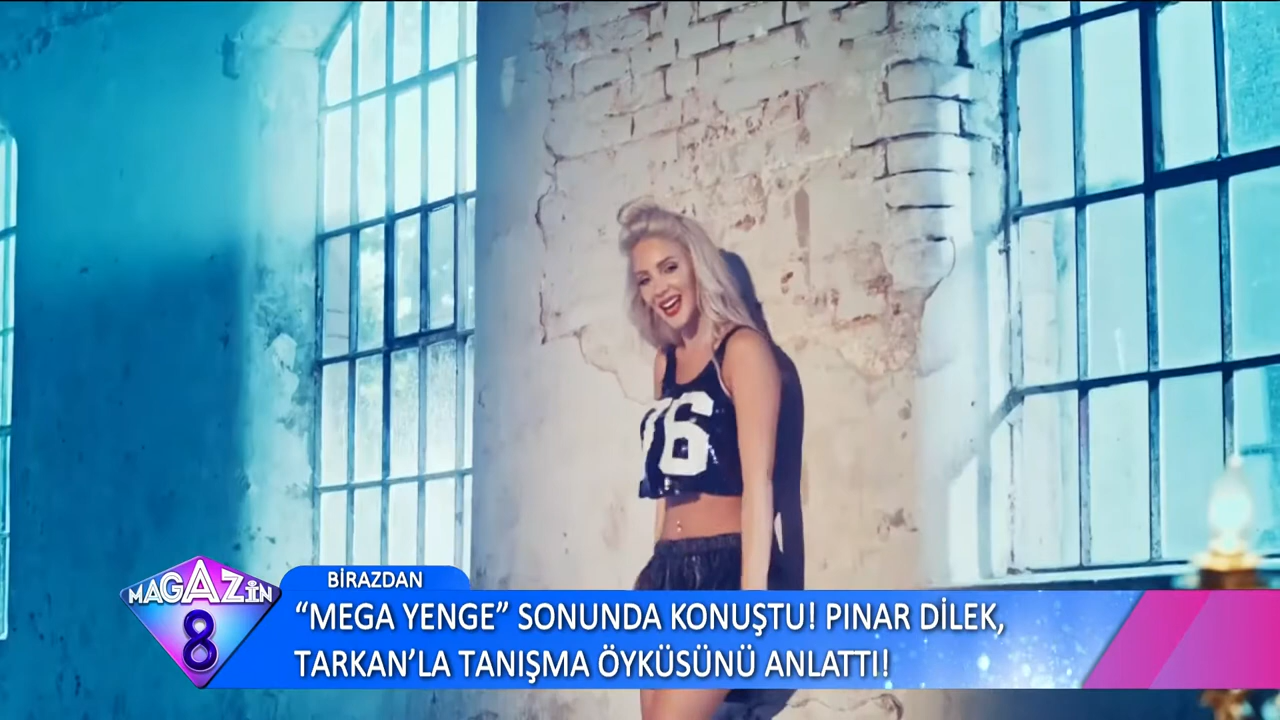 76
BİRAZDAN
MAGAZİN
8
“MEGA YENGE” SONUNDA KONUŞTU! PINAR DİLEK,
TARKAN’LA TANIŞMA ÖYKÜSÜNÜ ANLATTI!